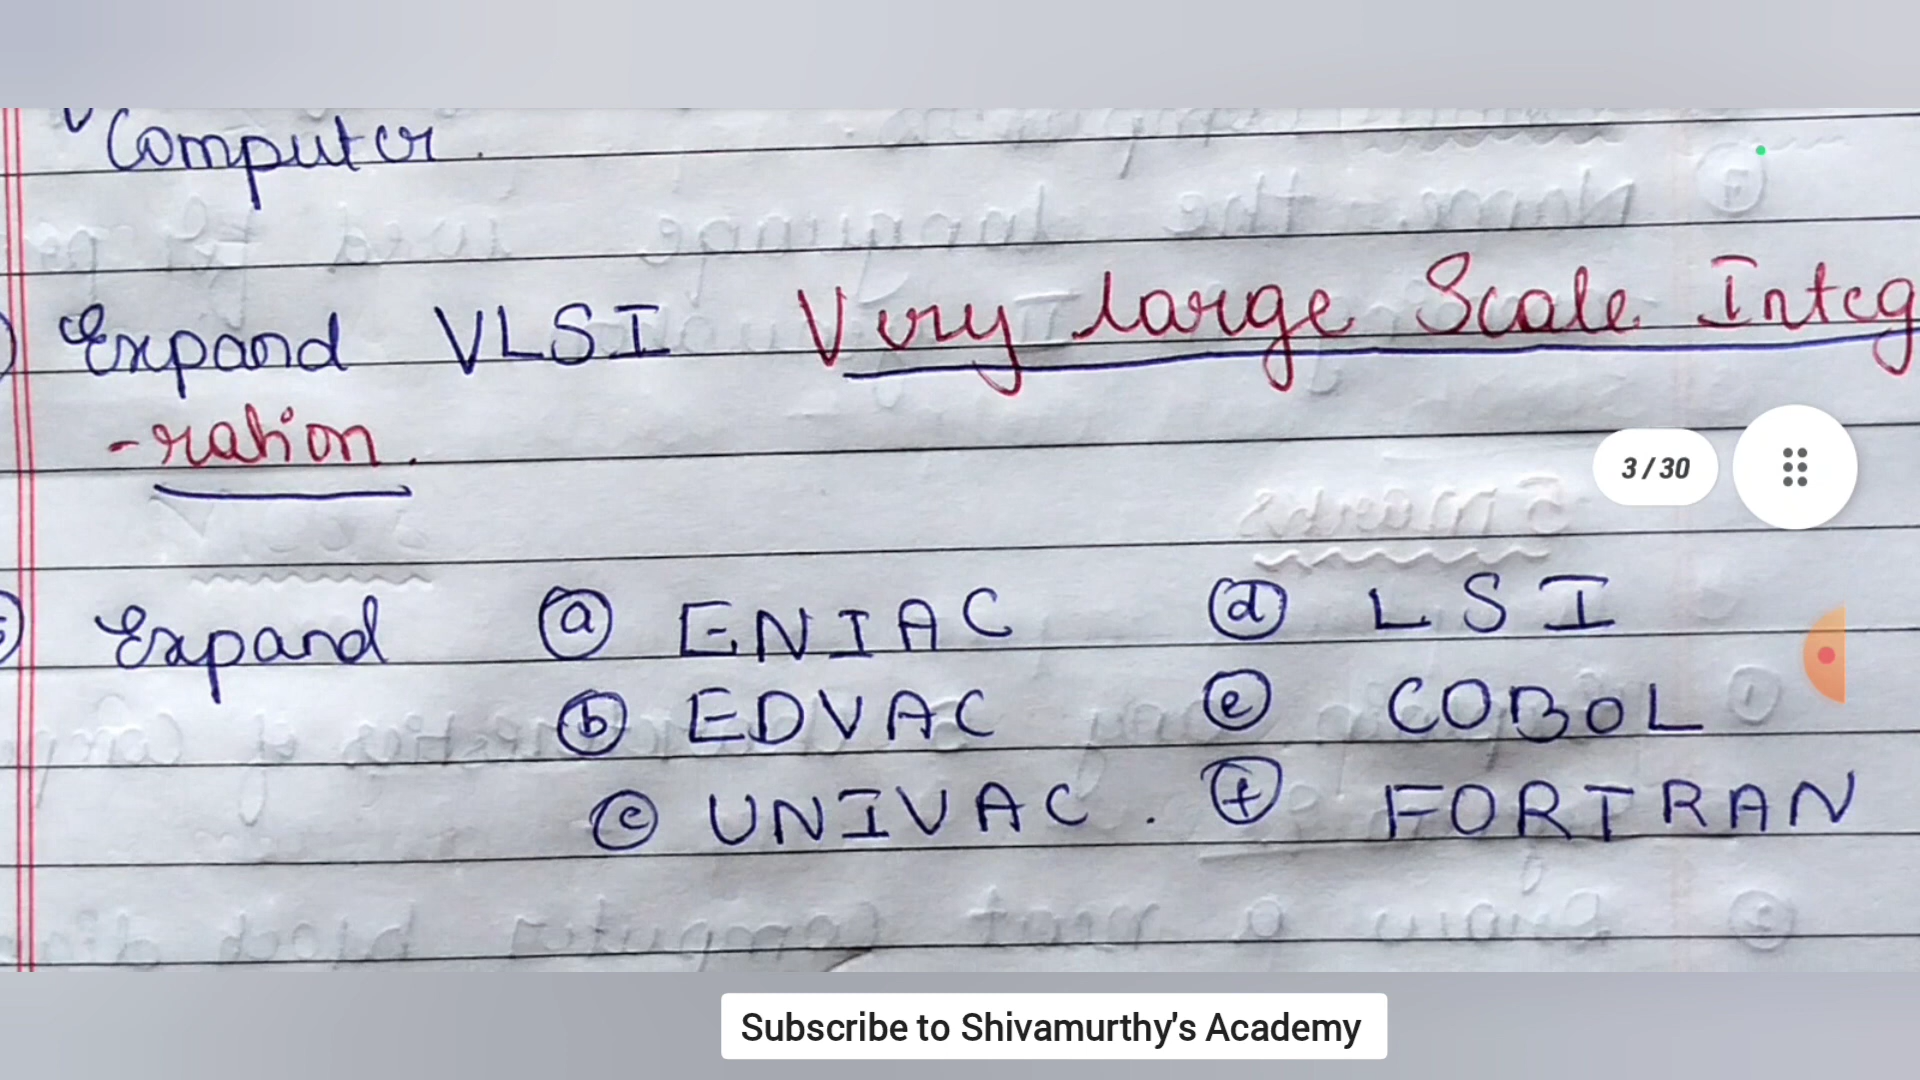 Computer.
Expand VLSI Very large Scale Integ
-ration.
3/30
Expand ⓐ ENIAC ⓓ LSI
ⓑ EDVAC ⓔ COBOL
ⓒ UNIVAC. ⓕ FORTRAN
Subscribe to Shivamurthy's Academy